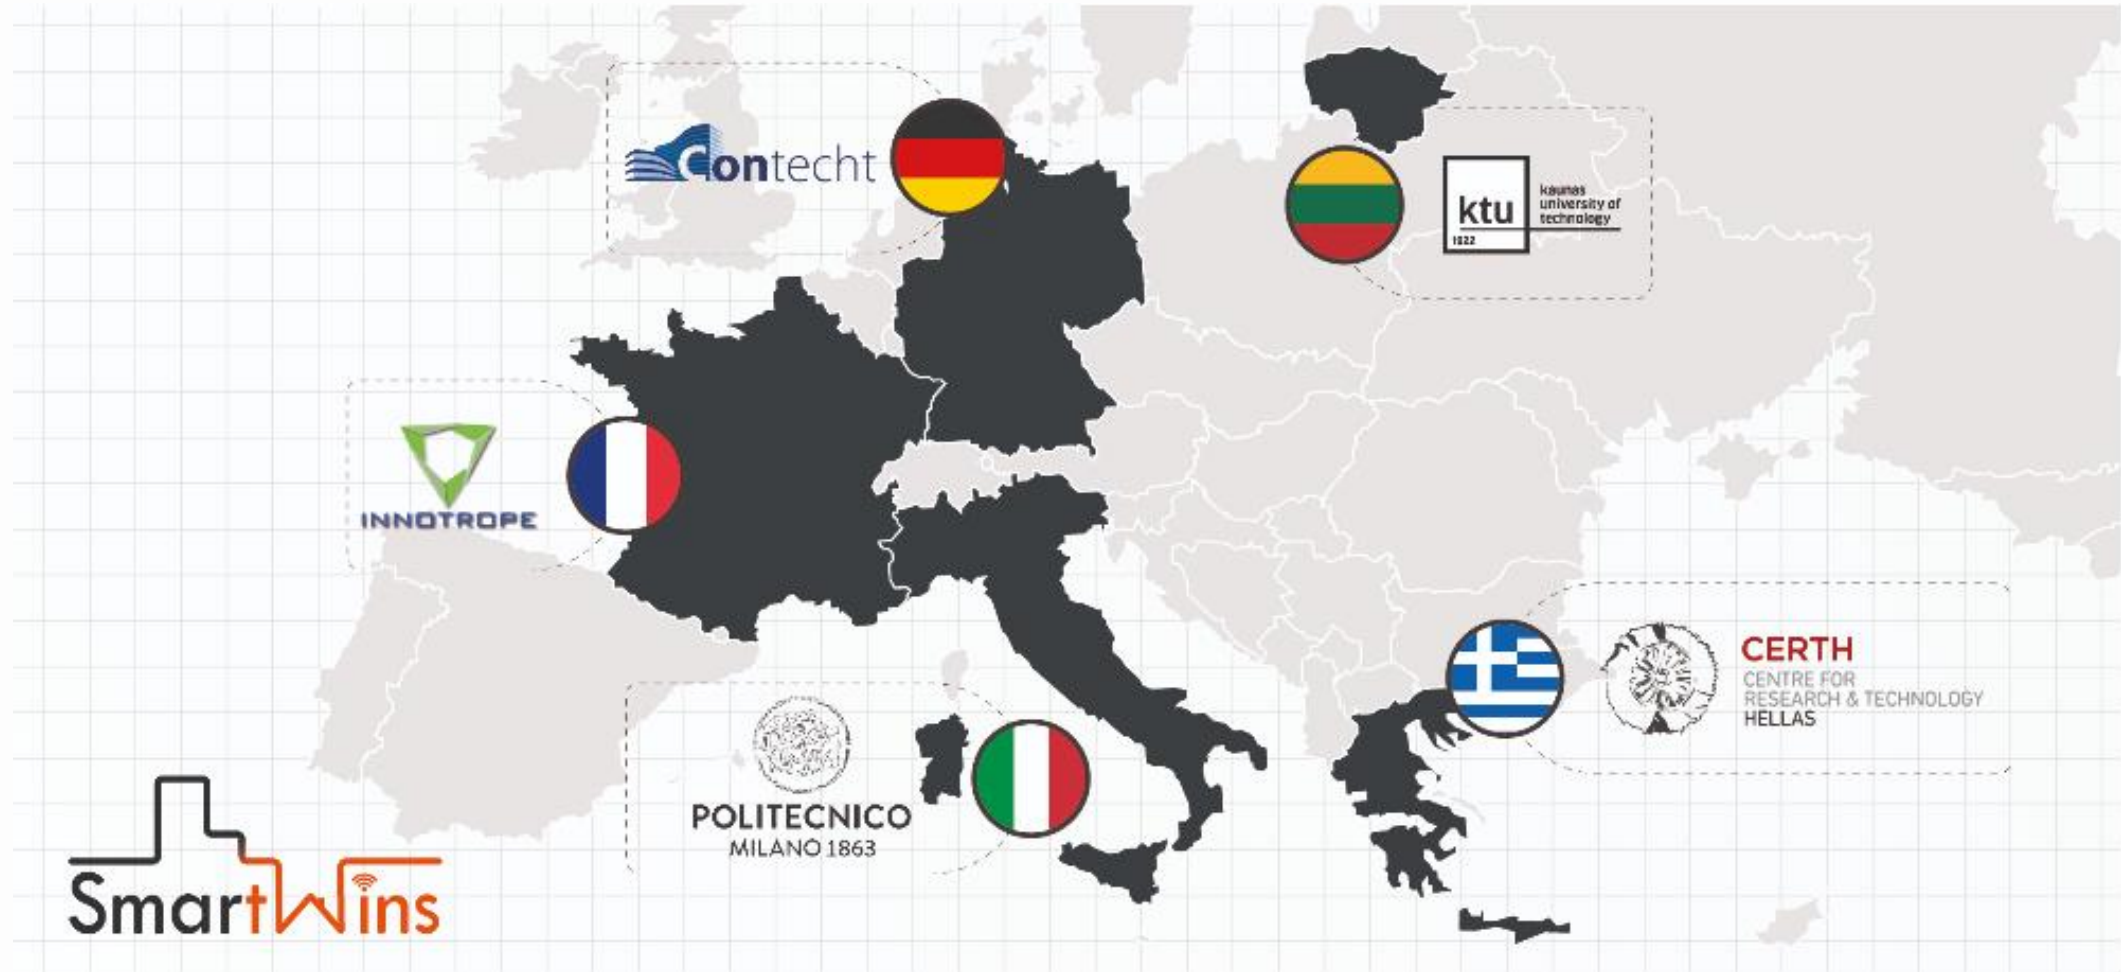 Contecht
ktu
1922
kaunas
university of
technology
INNOTROPE
CERTH
CENTRE FOR
RESEARCH & TECHNOLOGY
HELLAS
POLITECNICO
MILANO 1863
SmartWins